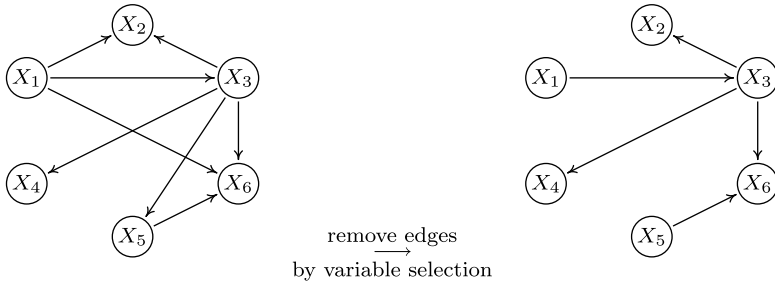 X₂
X₁
X₃
X₄
X₆
X₅
remove edges
→
by variable selection
X₂
X₁
X₃
X₄
X₆
X₅